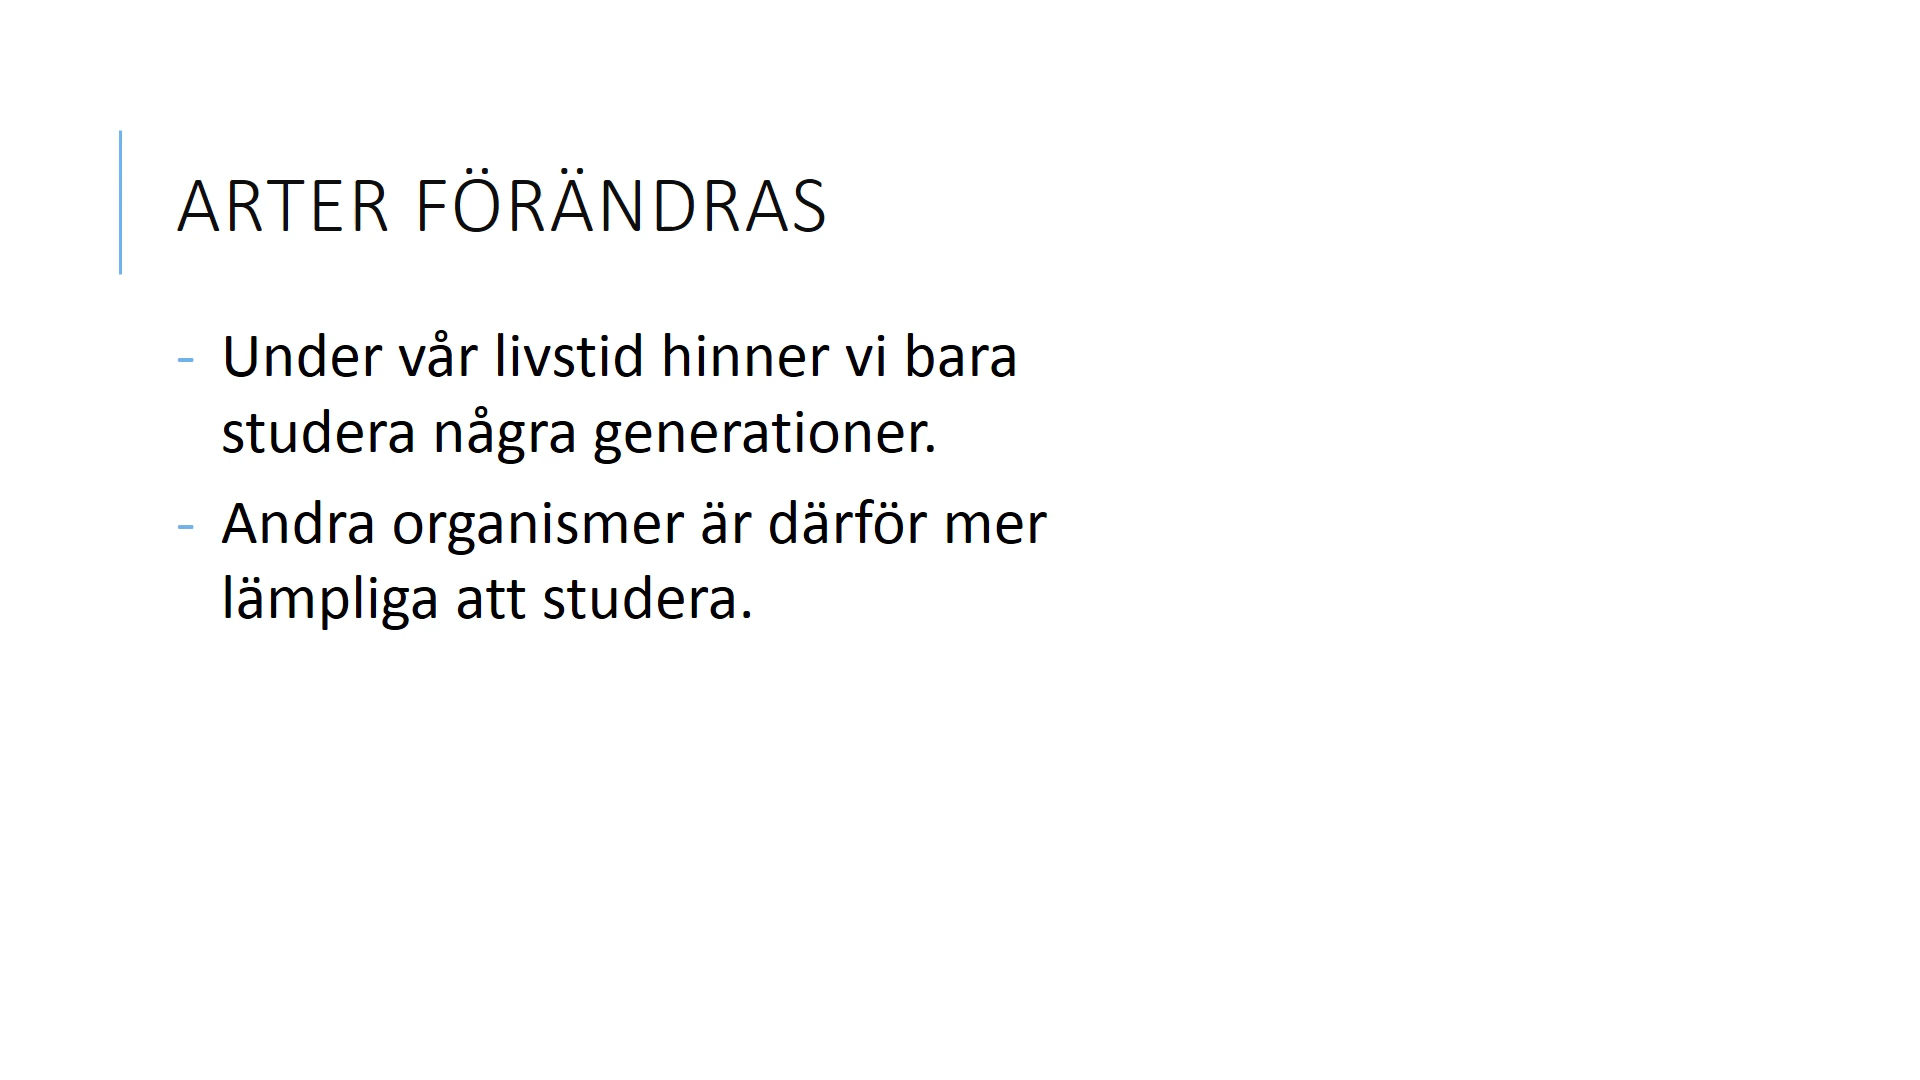 ARTER FÖRÄNDRAS
- Under vår livstid hinner vi bara
studera några generationer.
- Andra organismer är därför mer
lämpliga att studera.